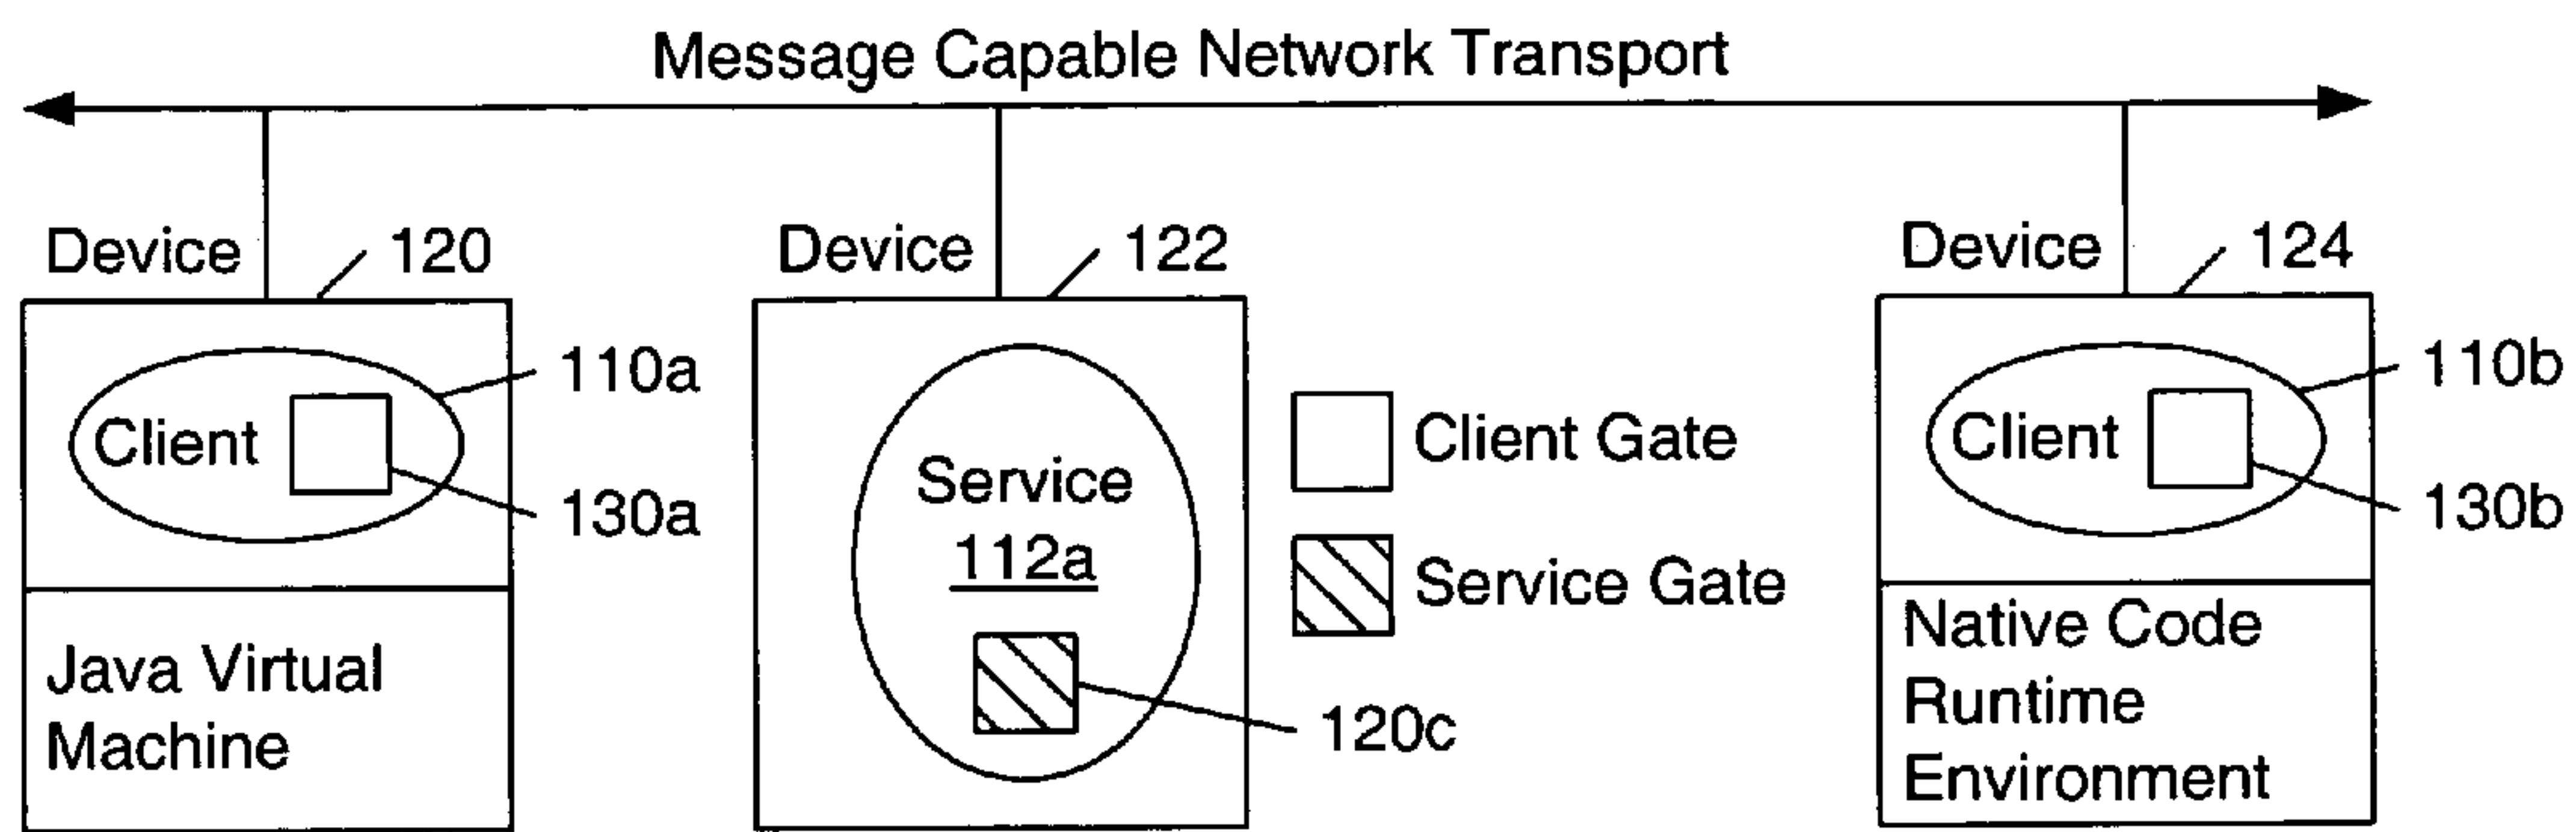 Message Capable Network Transport
Device
120
Device
122
Device
124
Client
110a
130a
Java Virtual
Machine
Service
112a
120c
Client Gate
Service Gate
Client
110b
130b
Native Code
Runtime
Environment